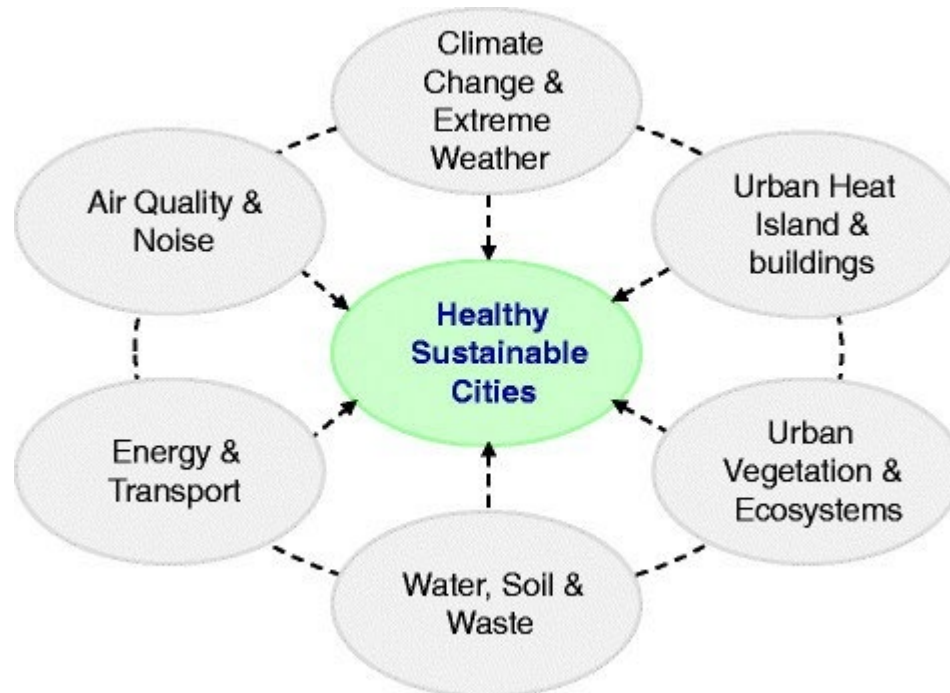 Climate
Change &
Extreme
Weather
Air Quality &
Noise
Urban Heat
Island &
buildings
Healthy
Sustainable
Cities
Energy &
Transport
Urban
Vegetation &
Ecosystems
Water, Soil &
Waste